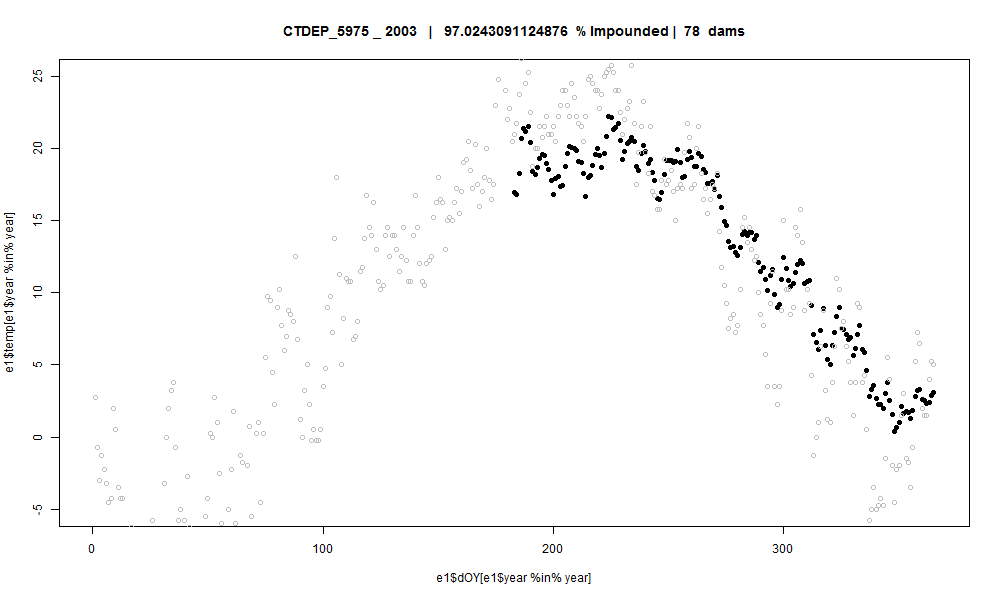 CTDEP_5975 _ 2003 | 97.0243091124876 % Impounded | 78 dams
e1$temp[e1$year %in% year]
25
20
15
10
5
0
-5
0 100 200 300
e1$dOY[e1$year %in% year]